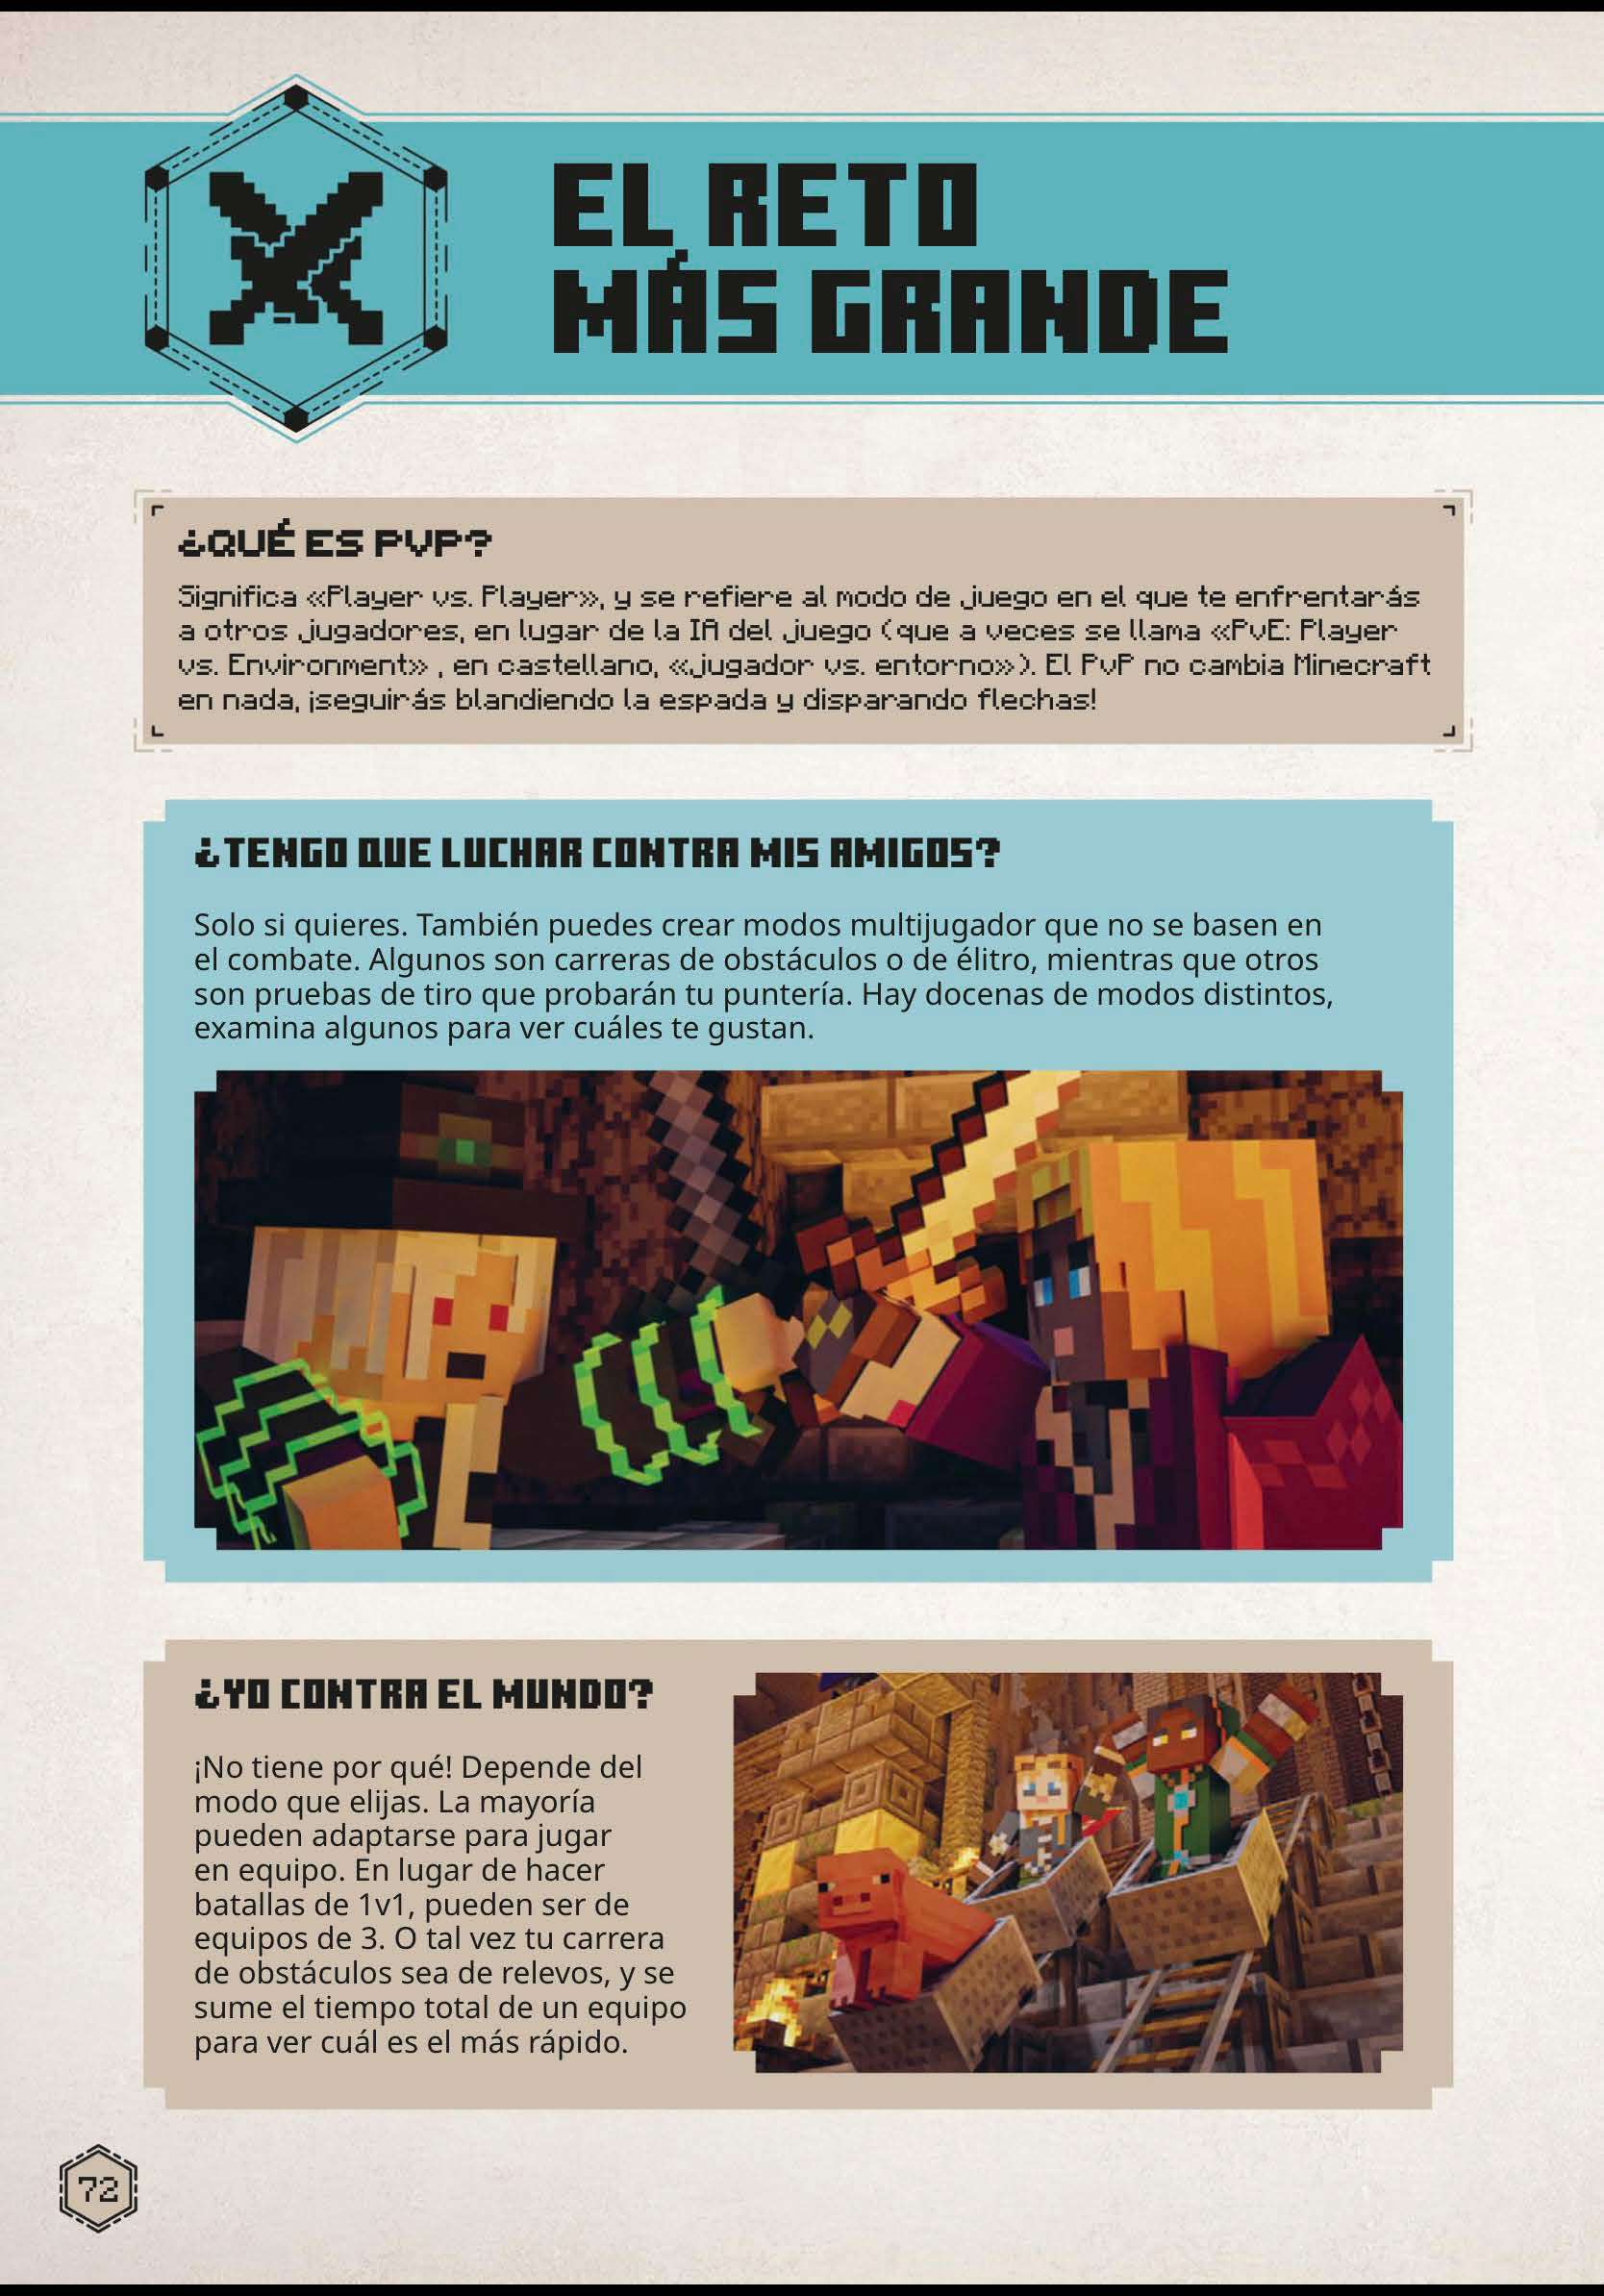 EL RETO
MÁS GRANDE
¿QUÉ ES PVP?
Significa «Player vs. Player», y se refiere al modo de juego en el que te enfrentarás
a otros jugadores, en lugar de la IA del juego (que a veces se llama «PvE: Player
vs. Environment» , en castellano, «jugador vs. entorno»). El PvP no cambia Minecraft
en nada, ¡seguirás blandiendo la espada y disparando flechas!
¿TENGO QUE LUCHAR CONTRA MIS AMIGOS?
Solo si quieres. También puedes crear modos multijugador que no se basen en
el combate. Algunos son carreras de obstáculos o de élitro, mientras que otros
son pruebas de tiro que probarán tu puntería. Hay docenas de modos distintos,
examina algunos para ver cuáles te gustan.
¿YO CONTRA EL MUNDO?
¡No tiene por qué! Depende del
modo que elijas. La mayoría
pueden adaptarse para jugar
en equipo. En lugar de hacer
batallas de 1v1, pueden ser de
equipos de 3. O tal vez tu carrera
de obstáculos sea de relevos, y se
sume el tiempo total de un equipo
para ver cuál es el más rápido.
72